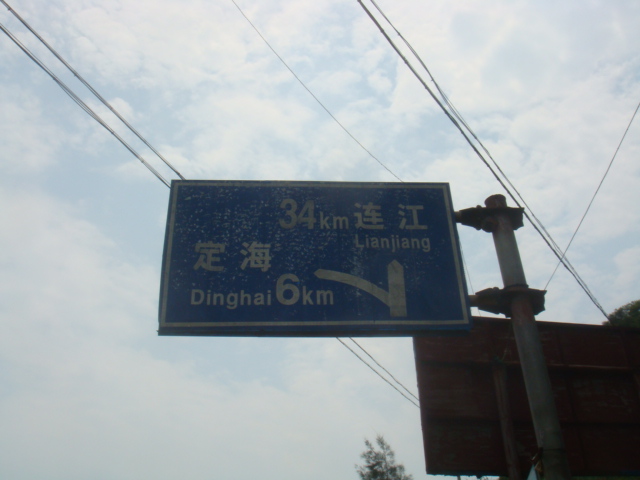 34km 连江
Lianjiang
定海
Dinghai 6km